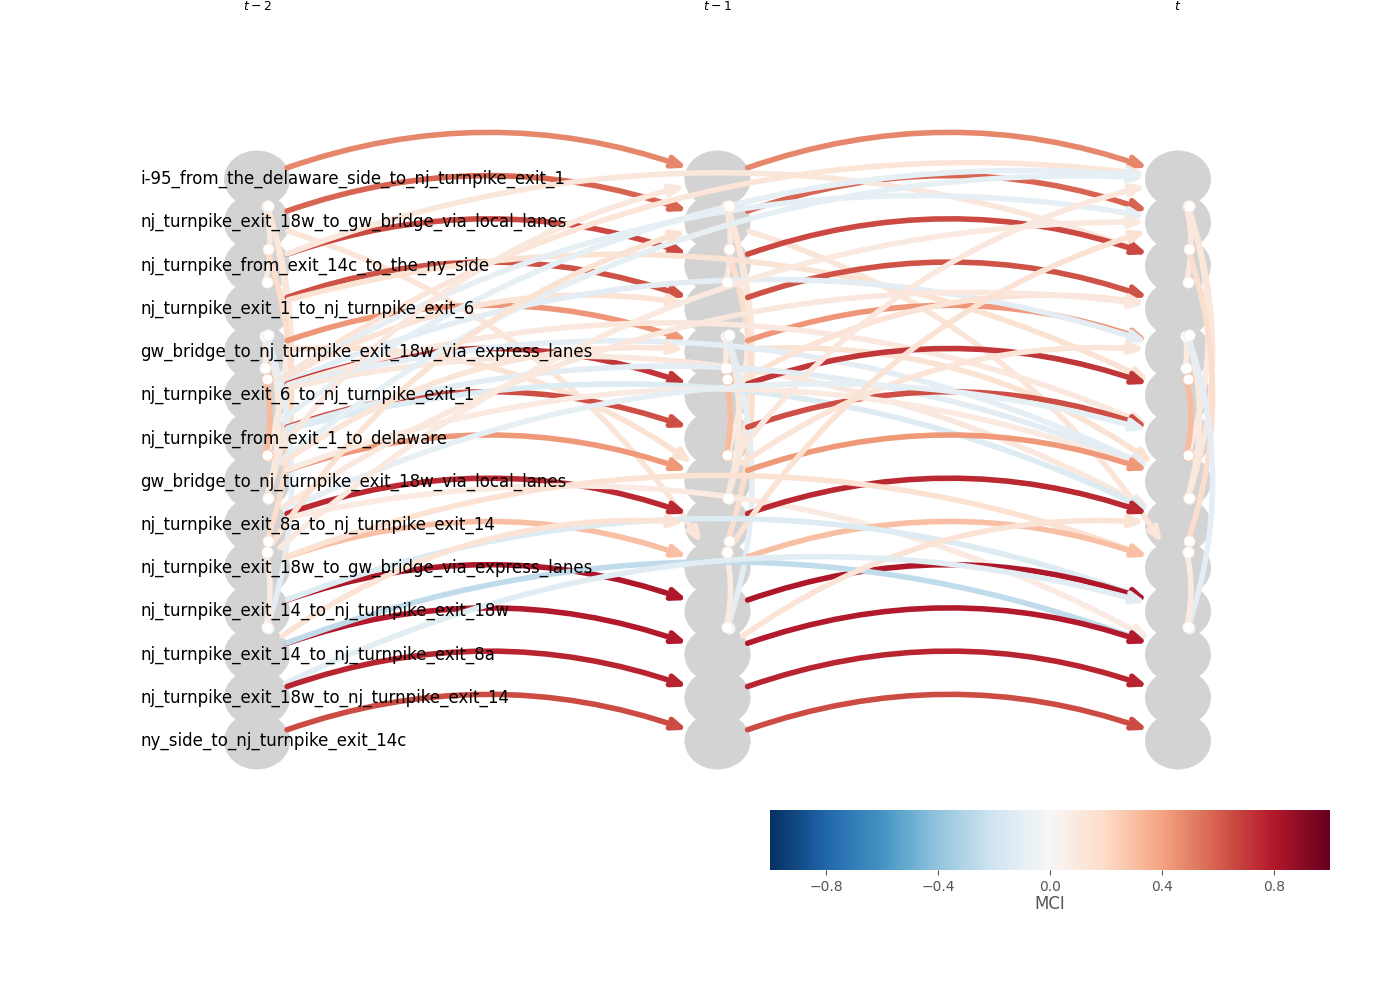 t − 2
t − 1
t
i-95_from_the_delaware_side_to_nj_turnpike_exit_1
nj_turnpike_exit_18w_to_gw_bridge_via_local_lanes
nj_turnpike_from_exit_14c_to_the_ny_side
nj_turnpike_exit_1_to_nj_turnpike_exit_6
gw_bridge_to_nj_turnpike_exit_18w_via_express_lanes
nj_turnpike_exit_6_to_nj_turnpike_exit_1
nj_turnpike_from_exit_1_to_delaware
gw_bridge_to_nj_turnpike_exit_18w_via_local_lanes
nj_turnpike_exit_8a_to_nj_turnpike_exit_14
nj_turnpike_exit_18w_to_gw_bridge_via_express_lanes
nj_turnpike_exit_14_to_nj_turnpike_exit_18w
nj_turnpike_exit_14_to_nj_turnpike_exit_8a
nj_turnpike_exit_18w_to_nj_turnpike_exit_14
ny_side_to_nj_turnpike_exit_14c
−0.8 −0.4 0.0 0.4 0.8
MCI